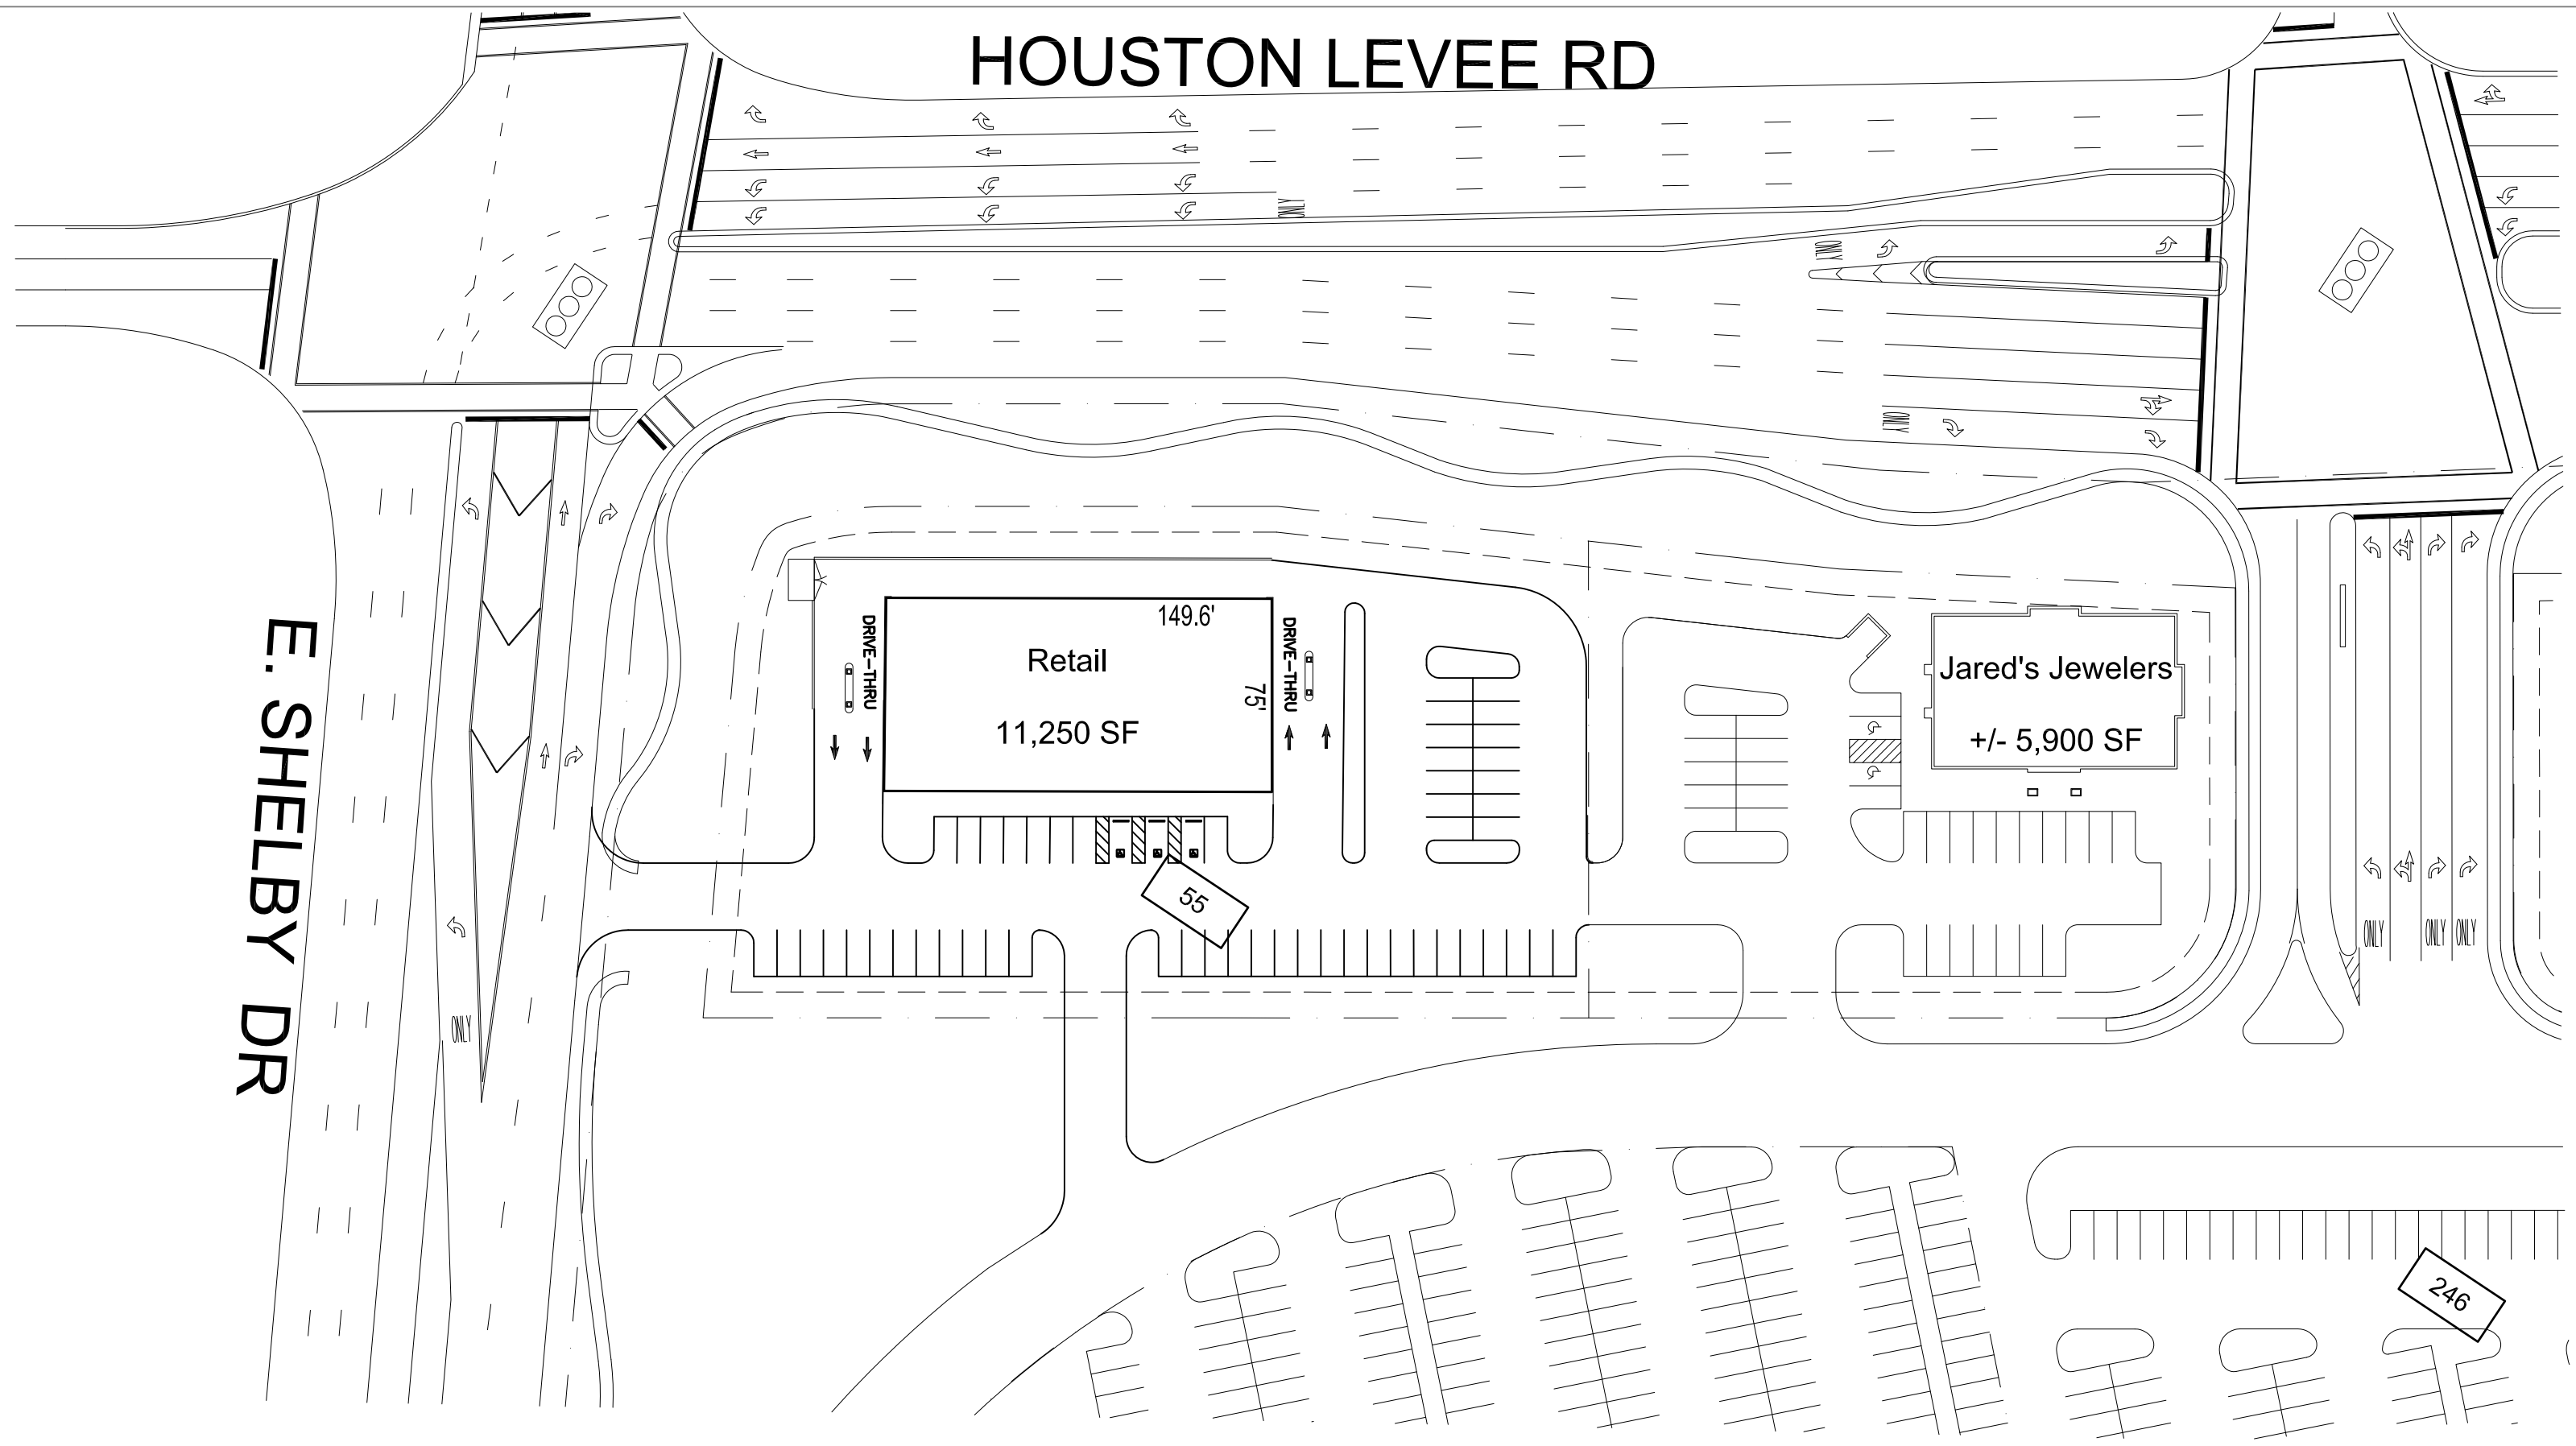 HOUSTON LEVEE RD
ONLY
ONLY
ONLY
E. SHELBY DR
DRIVE-THRU
149.6'
Retail
75'
11,250 SF
DRIVE-THRU
Jared's Jewelers
+/- 5,900 SF
55
ONLY
ONLY
ONLY
ONLY
246